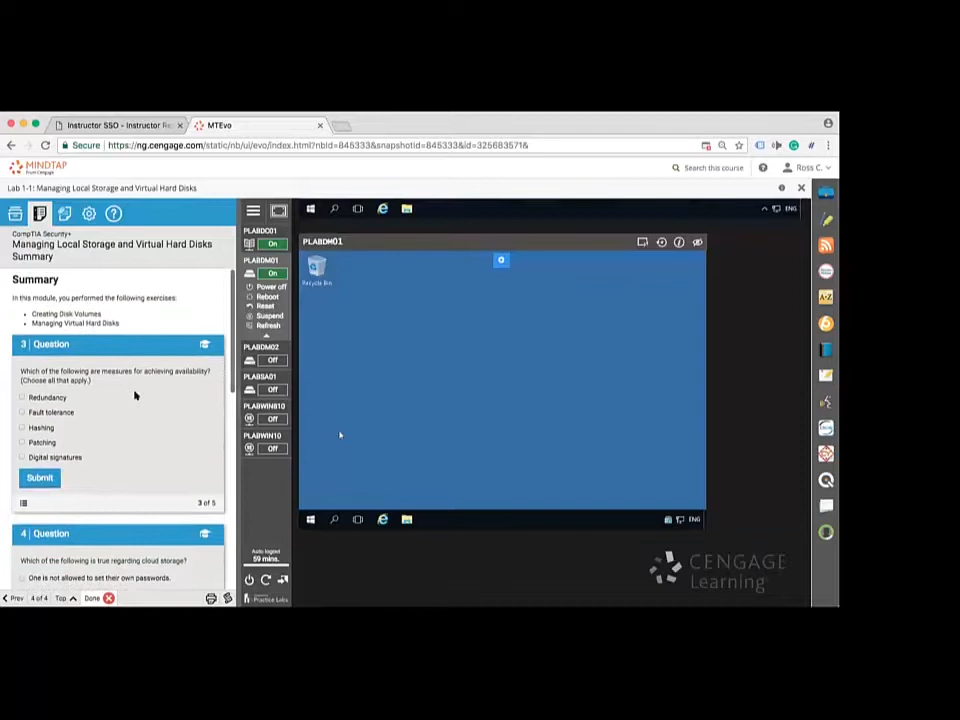 Instructor SSO - Instructor Re
MTEvo
Secure
https://ng.cengage.com/static/nb/ui/evo/index.html?nbId=845333&snapshotId=845333&id=325683571&
MINDTAP
From Cengage
Search this course
Ross C.
Lab 1-1: Managing Local Storage and Virtual Hard Disks
CompTIA Security+
Managing Local Storage and Virtual Hard Disks
Summary
Summary
In this module, you performed the following exercises:
Creating Disk Volumes
Managing Virtual Hard Disks
3 | Question
Which of the following are measures for achieving availability?
(Choose all that apply.)
Redundancy
Fault tolerance
Hashing
Patching
Digital signatures
Submit
3 of 5
4 | Question
Which of the following is true regarding cloud storage?
One is not allowed to set their own passwords.
Prev
4 of 4
Top
Done
PLABDC01
On
PLABDM01
On
Power off
Reboot
Reset
Suspend
Refresh
PLABDM02
Off
PLABSA01
Off
PLABWIN810
Off
PLABWIN10
Off
Auto logout
59 mins.
Practice Labs
ENG
PLABDM01
Recycle Bin
ENG
A-Z
CENGAGE
Learning